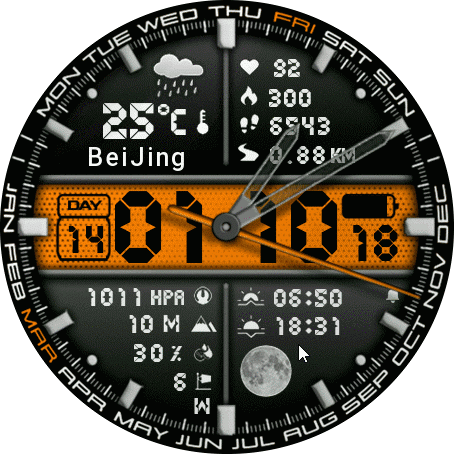 MON TUE WED THU FRI SAT SUN
92
300
25°C
6543
BeiJing
0.88 KM
DAY
14
01 10
18
1011 HPA
06:50
10 M
18:31
30 %
6
W
JAN FEB MAR APR MAY JUN JUL AUG SEP OCT NOV DEC